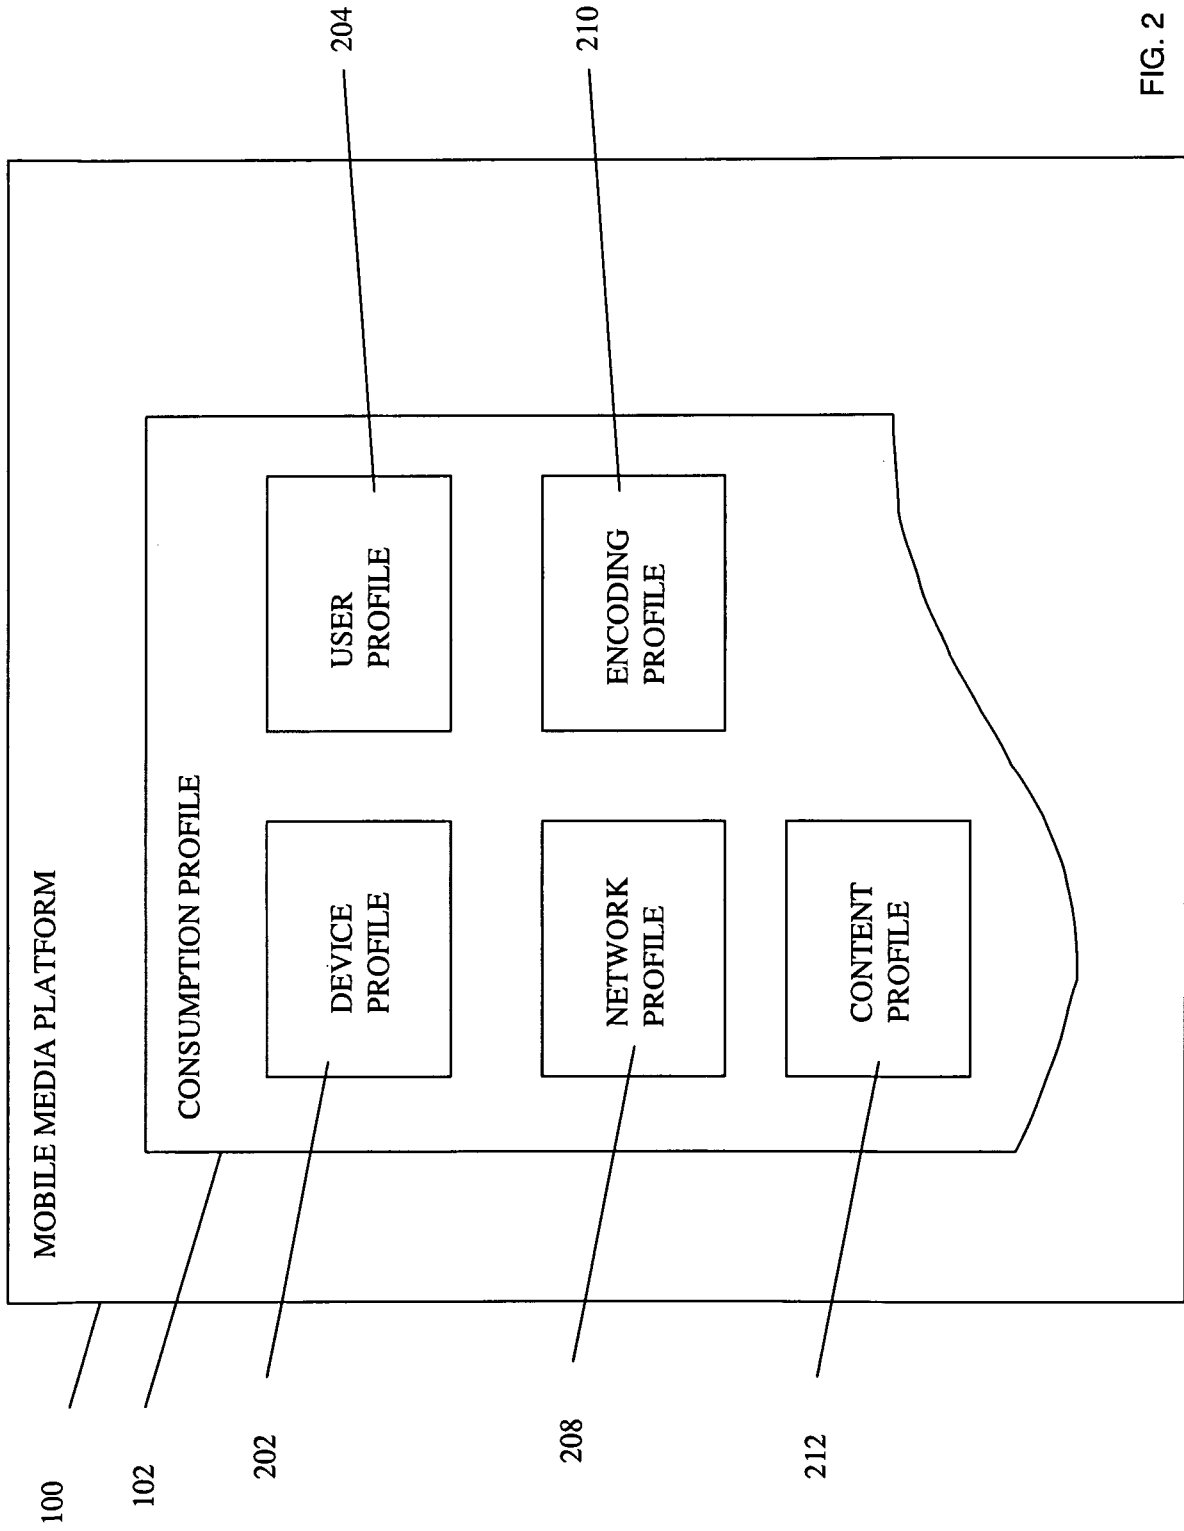 100
MOBILE MEDIA PLATFORM
102
CONSUMPTION PROFILE
202
DEVICE
PROFILE
USER
PROFILE
204
208
NETWORK
PROFILE
ENCODING
PROFILE
210
212
CONTENT
PROFILE
FIG. 2